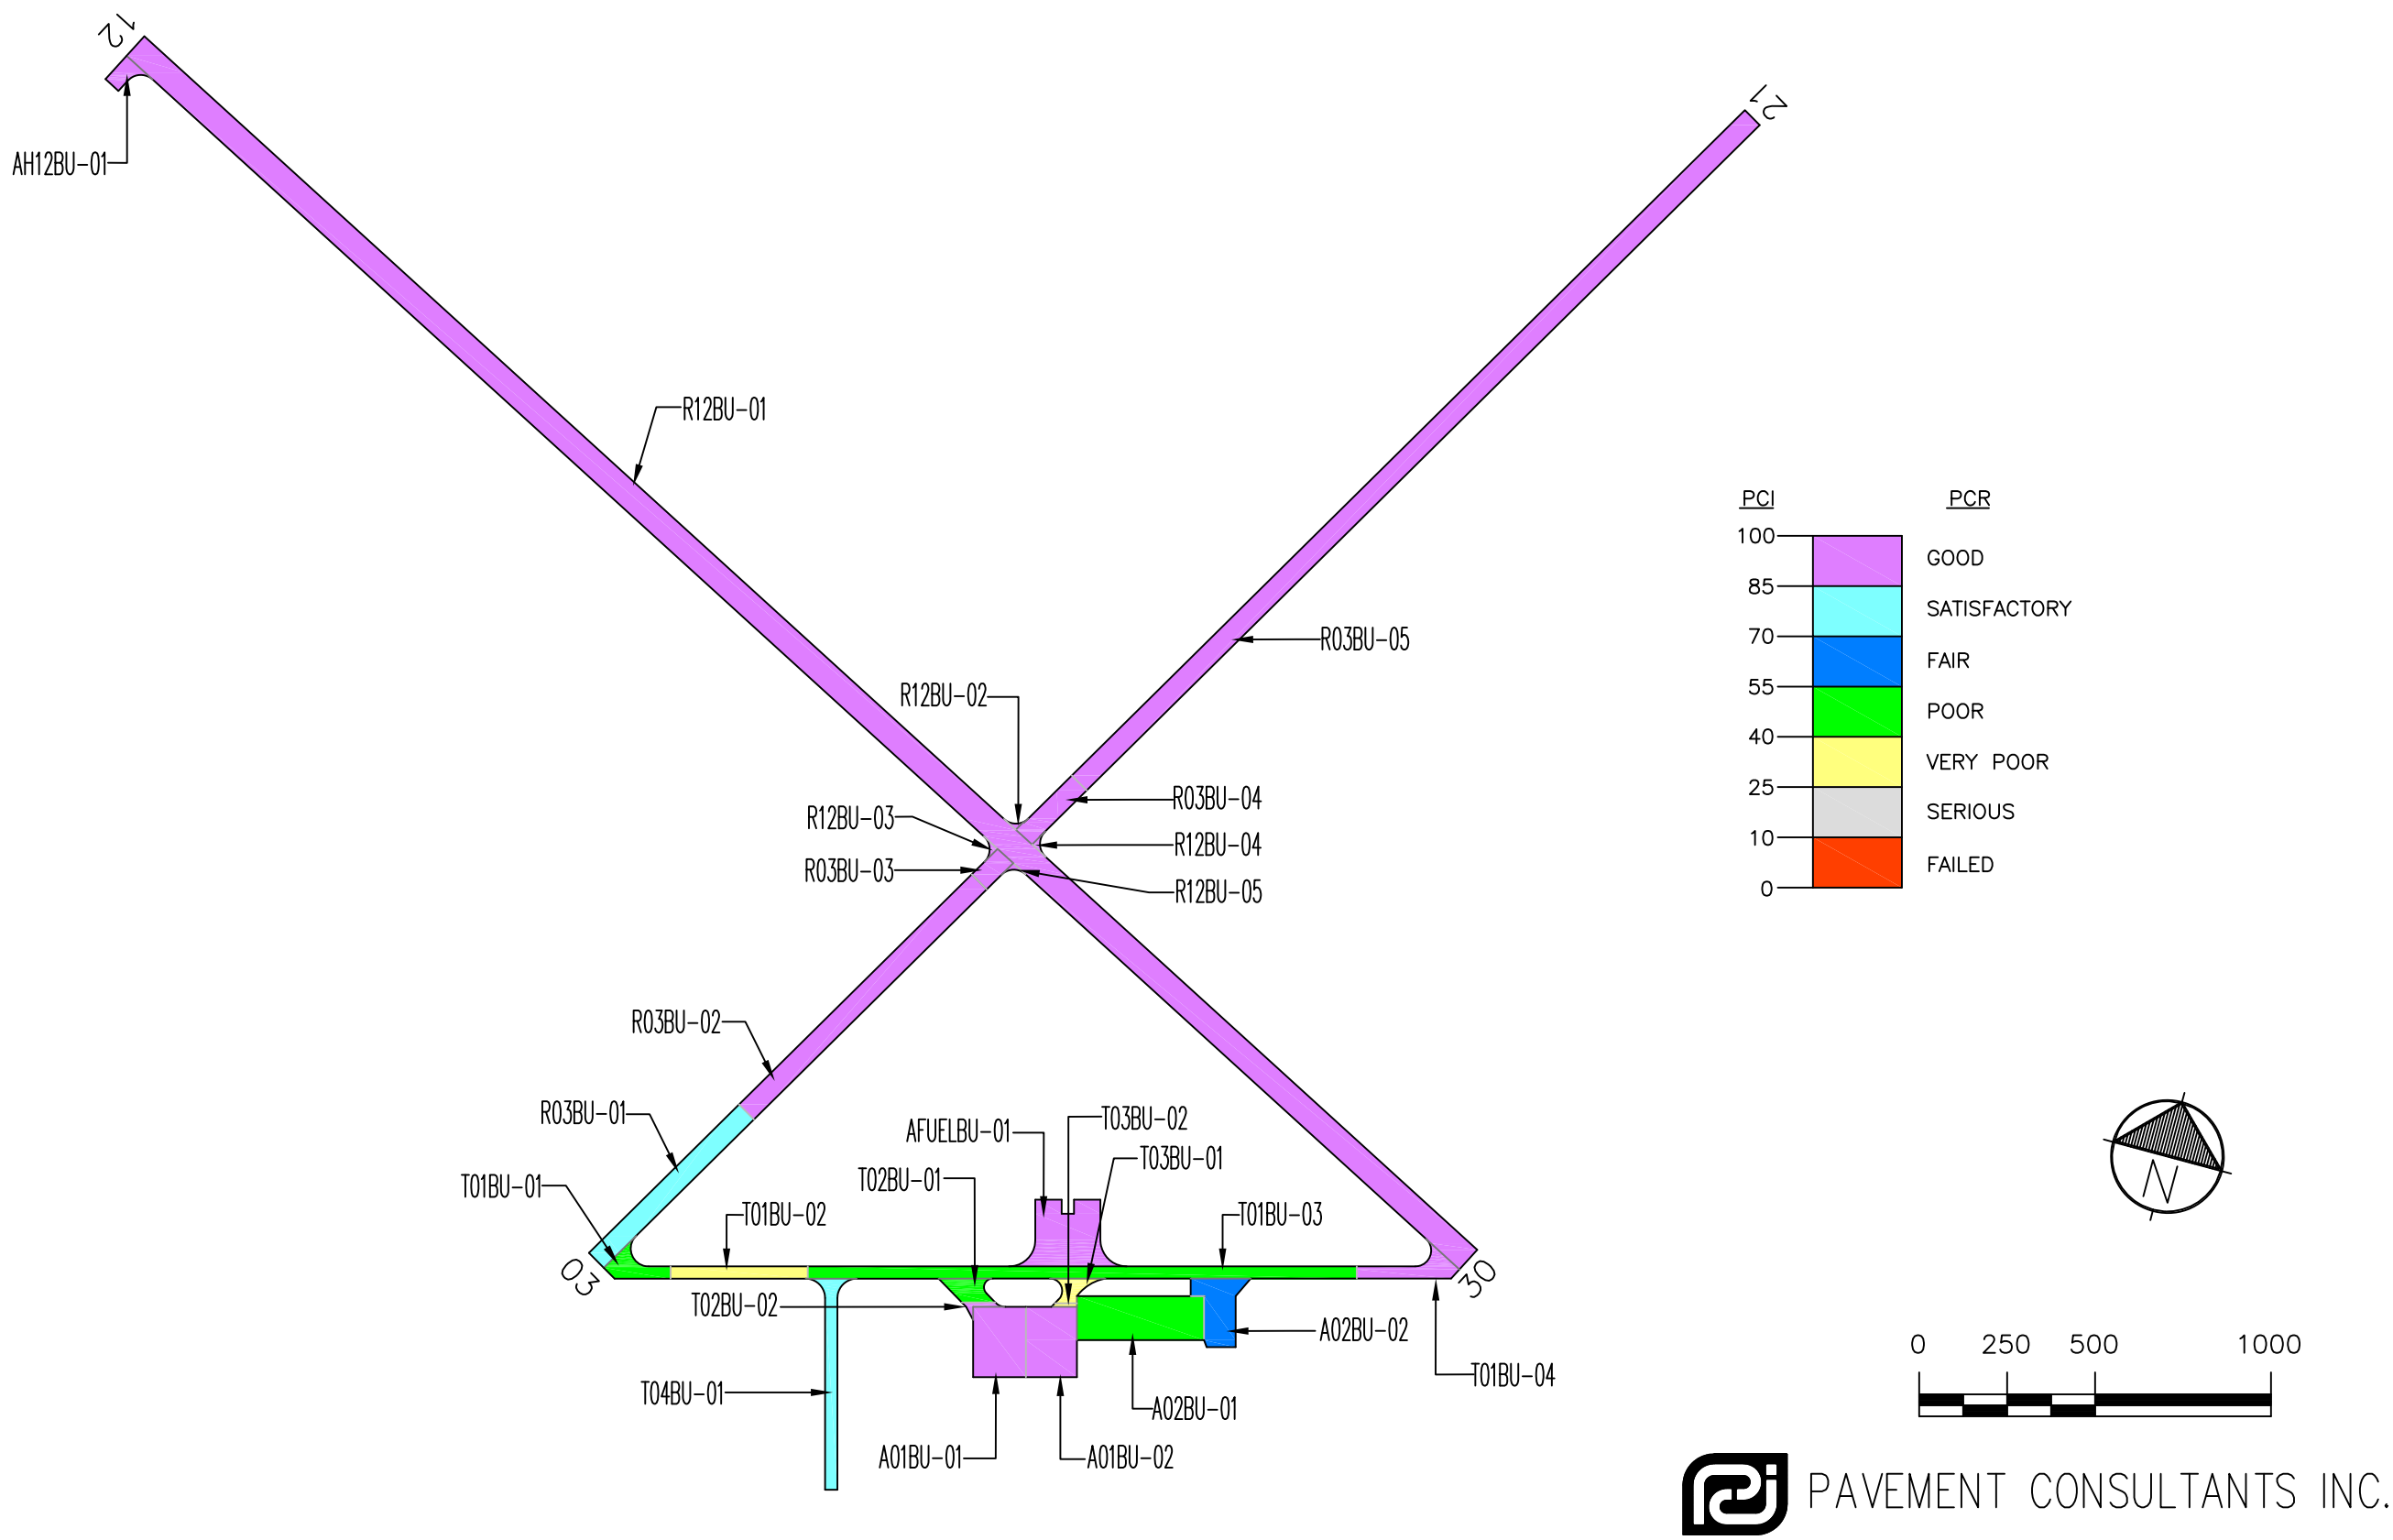 12
21
AH12BU-01
R12BU-01
PCI PCR
100
GOOD
85
SATISFACTORY
70
FAIR
55
POOR
40
VERY POOR
25
SERIOUS
10
FAILED
0
R03BU-05
R12BU-02
R03BU-04
R12BU-03
R12BU-04
R03BU-03
R12BU-05
R03BU-02
R03BU-01
T03BU-02
AFUELBU-01
T03BU-01
T02BU-01
T01BU-01
T01BU-02
T01BU-03
03
30
T02BU-02
A02BU-02
T01BU-04
T04BU-01
A02BU-01
A01BU-01
A01BU-02
N
0 250 500 1000
PAVEMENT CONSULTANTS INC.